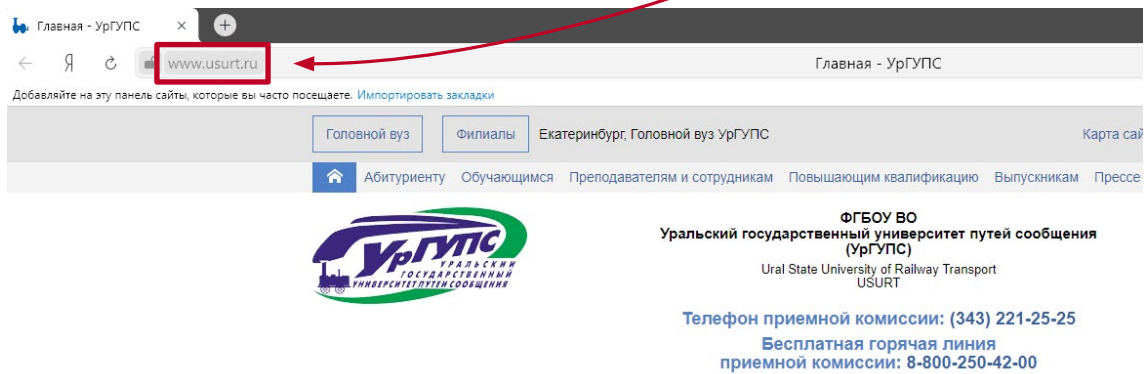 Главная - УрГУПС
www.usurt.ru
Главная - УрГУПС
Добавляйте на эту панель сайты, которые вы часто посещаете. Импортировать закладки
Головной вуз Филиалы Екатеринбург, Головной вуз УрГУПС Карта сай
Абитуриенту Обучающимся Преподавателям и сотрудникам Повышающим квалификацию Выпускникам Прессе
УрГУПС
УРАЛЬСКИЙ
ГОСУДАРСТВЕННЫЙ
УНИВЕРСИТЕТ ПУТЕЙ СООБЩЕНИЯ
ФГБОУ ВО
Уральский государственный университет путей сообщения
(УрГУПС)
Ural State University of Railway Transport
USURT
Телефон приемной комиссии: (343) 221-25-25
Бесплатная горячая линия
приемной комиссии: 8-800-250-42-00